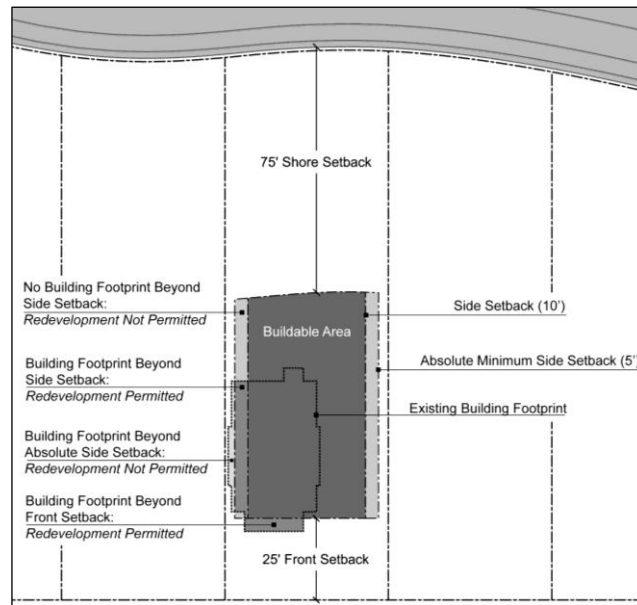 75' Shore Setback
No Building Footprint Beyond
Side Setback:
Redevelopment Not Permitted
Side Setback (10')
Buildable Area
Absolute Minimum Side Setback (5')
Building Footprint Beyond
Side Setback:
Redevelopment Permitted
Existing Building Footprint
Building Footprint Beyond
Absolute Side Setback:
Redevelopment Not Permitted
Building Footprint Beyond
Front Setback:
Redevelopment Permitted
25' Front Setback